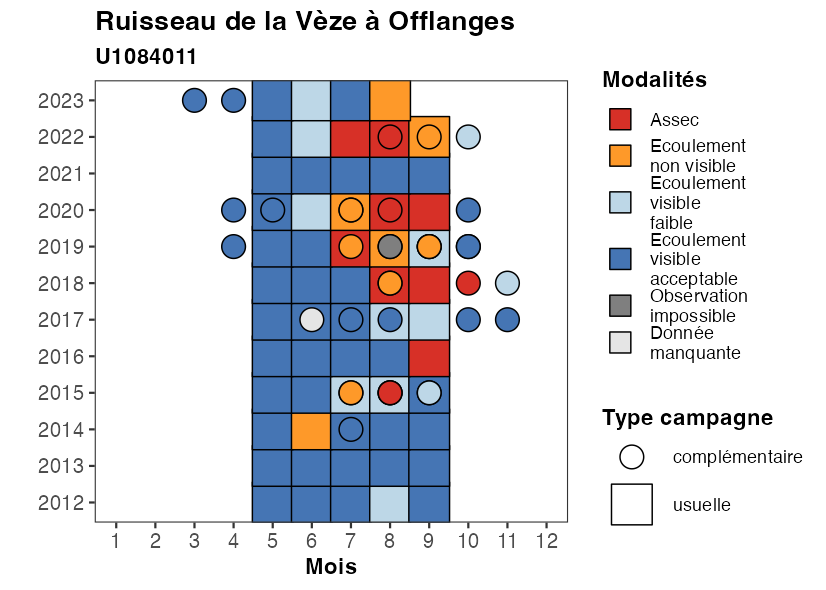 Ruisseau de la Vèze à Offlanges
U1084011
2023
2022
2021
2020
2019
2018
2017
2016
2015
2014
2013
2012
1 2 3 4 5 6 7 8 9 10 11 12
Mois
Modalités
Assec
Ecoulement
non visible
Ecoulement
visible
faible
Ecoulement
visible
acceptable
Observation
impossible
Donnée
manquante
Type campagne
complémentaire
usuelle